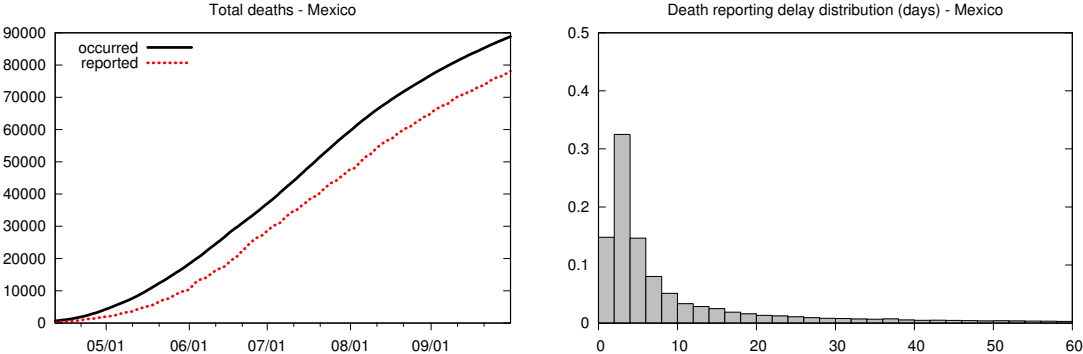 Total deaths - Mexico
90000
80000
70000
60000
50000
40000
30000
20000
10000
0
occurred
reported
05/01 06/01 07/01 08/01 09/01
Death reporting delay distribution (days) - Mexico
0.5
0.4
0.3
0.2
0.1
0
0 10 20 30 40 50 60